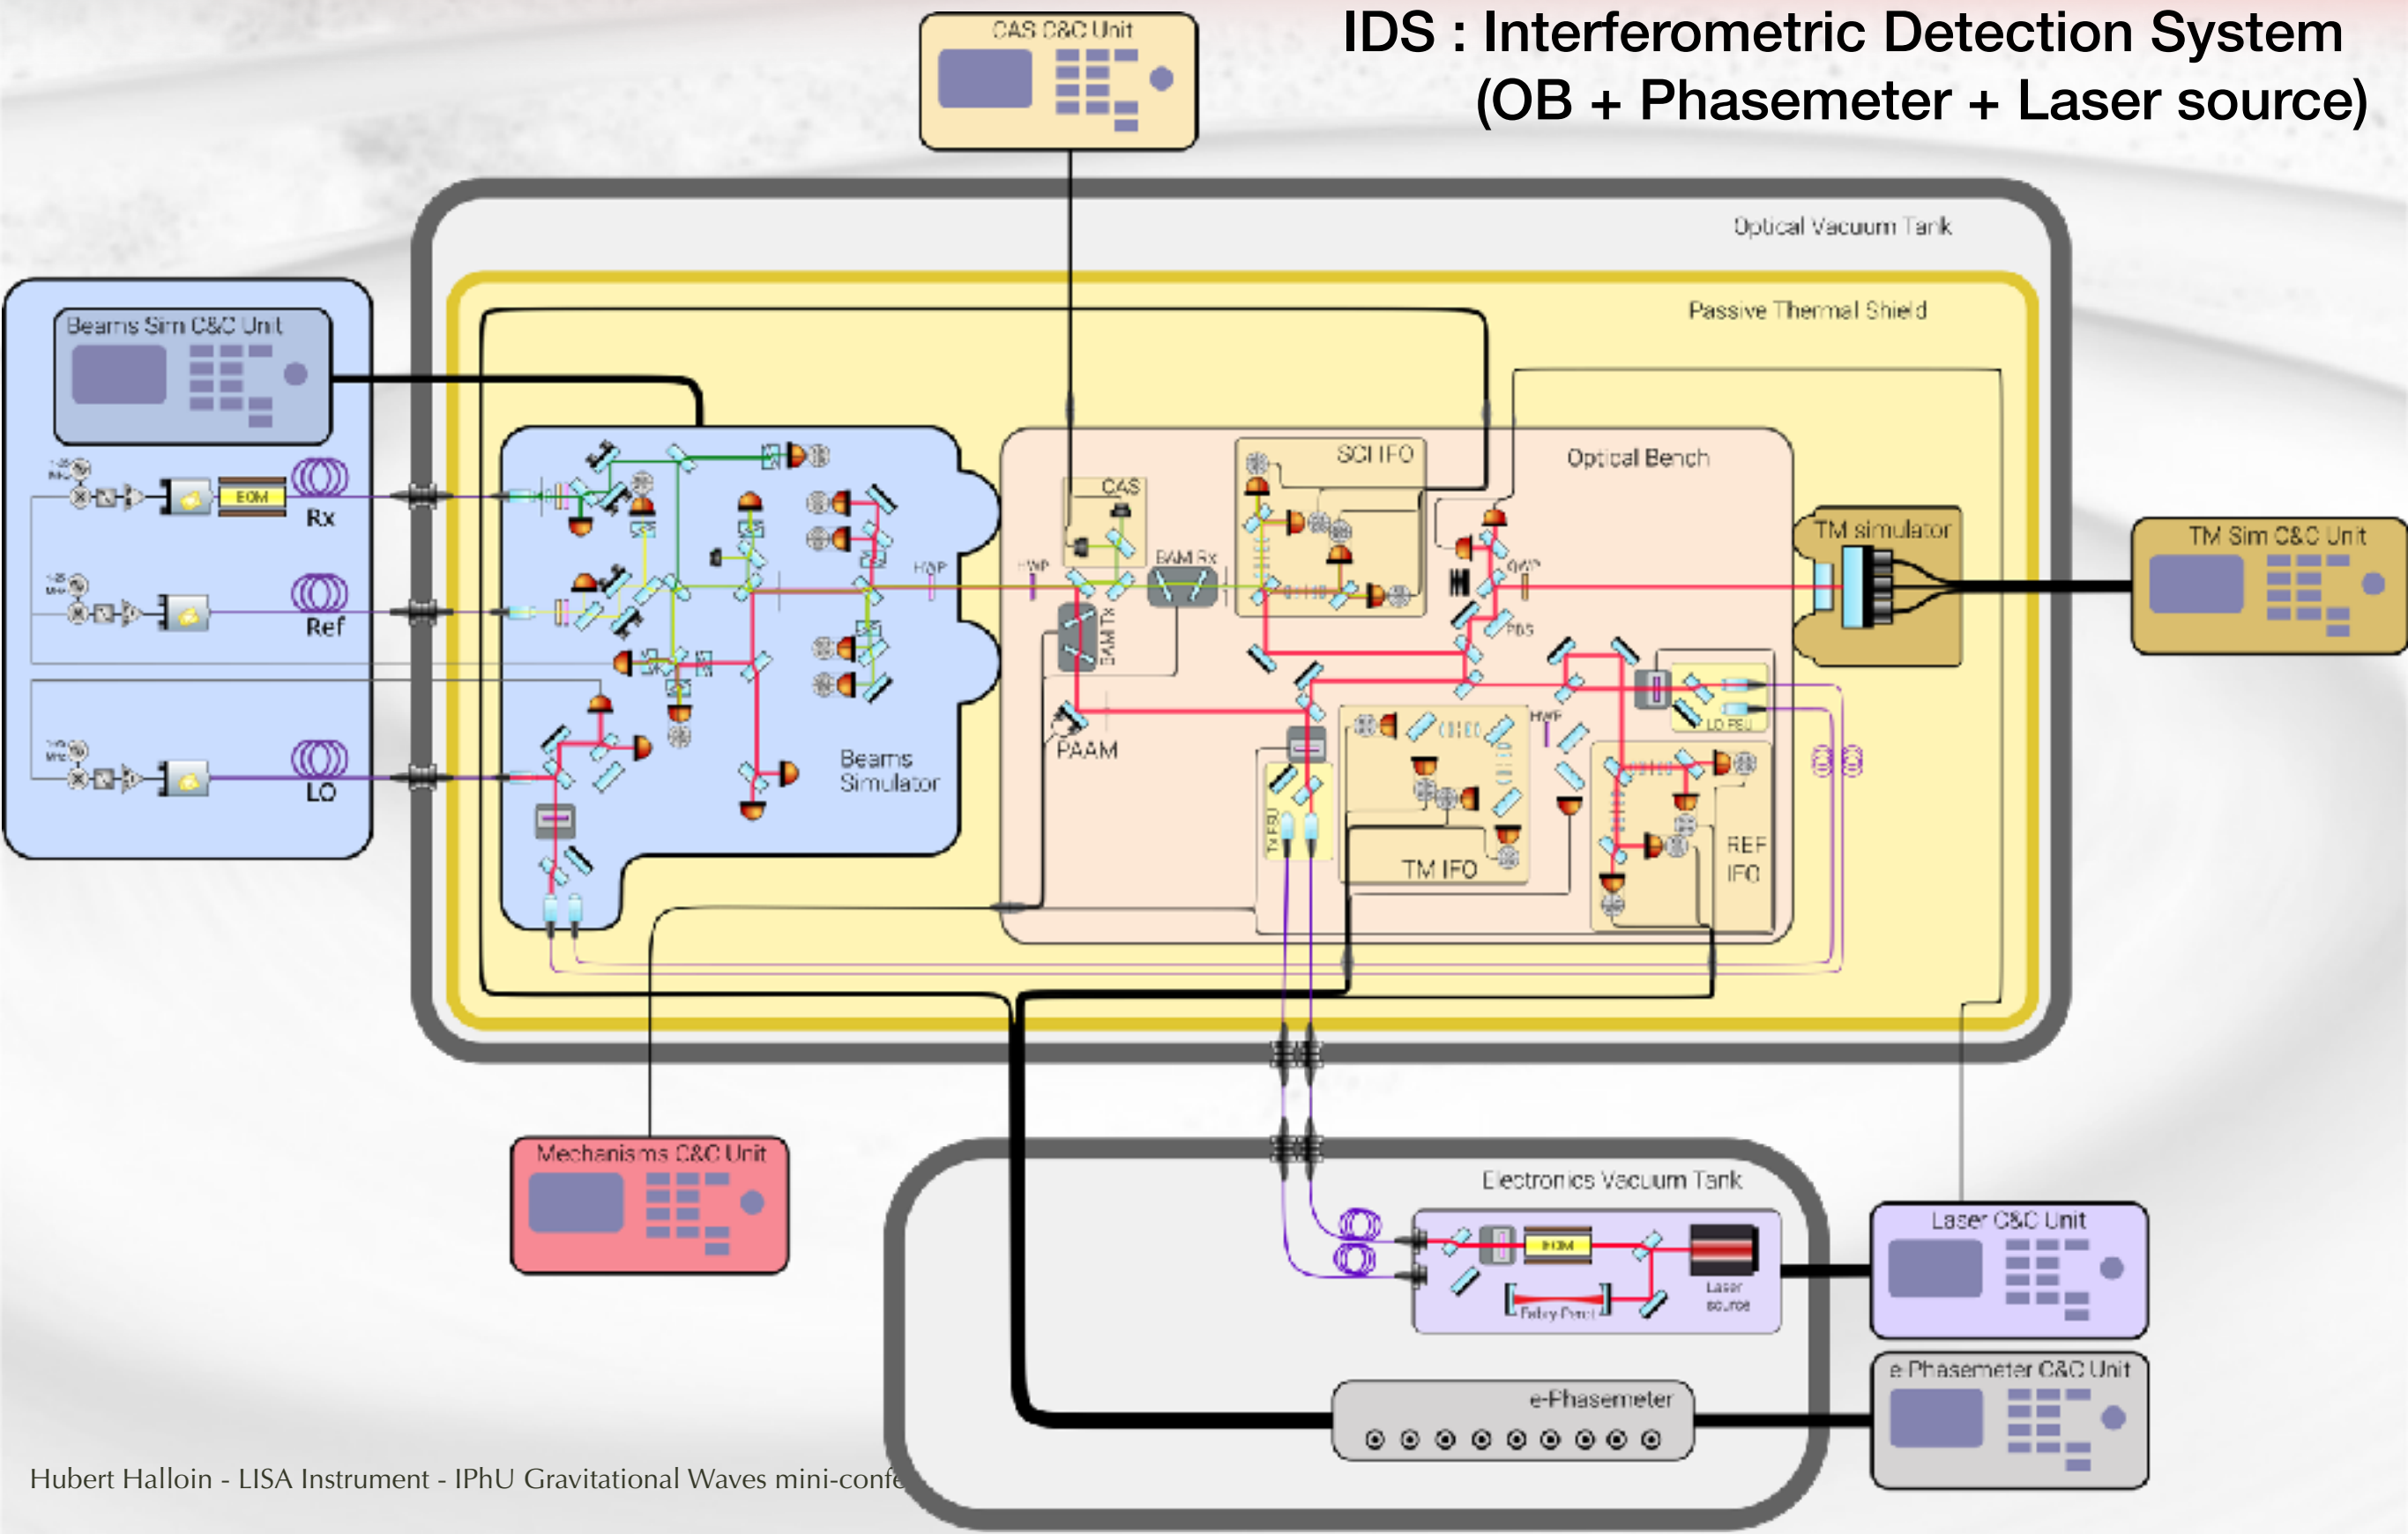 IDS : Interferometric Detection System
(OB + Phasemeter + Laser source)
CAS C&C Unit
Optical Vacuum Tank
Passive Thermal Shield
Beams Sim C&C Unit
EOM
Rx
Ref
LO
Beams
Simulator
HWP
HWP
CAS
BAM Rx
BAM Tx
PAAM
SCI IFO
Optical Bench
QWP
PBS
TM simulator
TM Sim C&C Unit
HWP
LO FSU
Tx FSU
TM IFO
REF
IFO
Mechanisms C&C Unit
Electronics Vacuum Tank
EOM
Laser
source
Fabry-Perot
Laser C&C Unit
e-Phasemeter
e-Phasemeter C&C Unit
Hubert Halloin - LISA Instrument - IPhU Gravitational Waves mini-confe